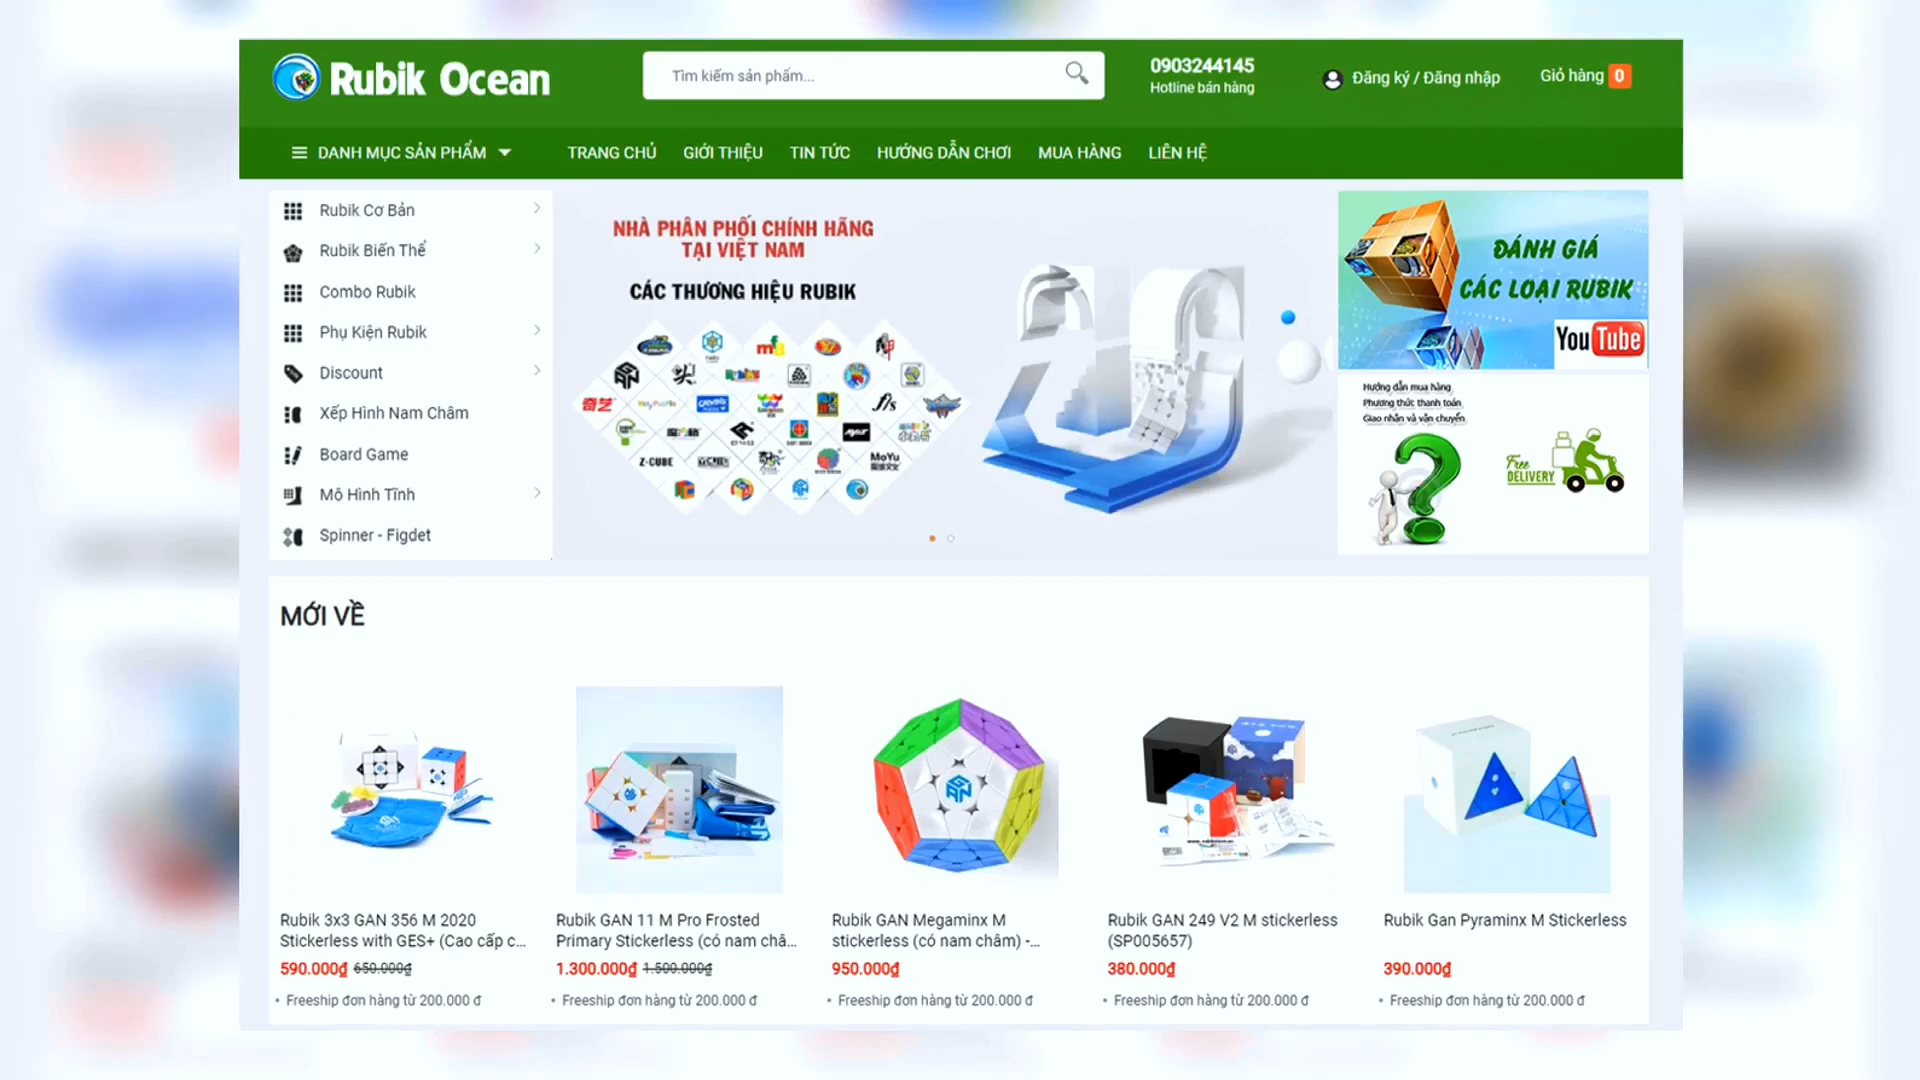 Rubik Ocean
Tìm kiếm sản phẩm...
0903244145
Hotline bán hàng
Đăng ký / Đăng nhập
Giỏ hàng 0
DANH MỤC SẢN PHẨM
TRANG CHỦ
GIỚI THIỆU
TIN TỨC
HƯỚNG DẪN CHƠI
MUA HÀNG
LIÊN HỆ
Rubik Cơ Bản
Rubik Biến Thể
Combo Rubik
Phụ Kiện Rubik
Discount
Xếp Hình Nam Châm
Board Game
Mô Hình Tĩnh
Spinner - Figdet
NHÀ PHÂN PHỐI CHÍNH HÃNG
TẠI VIỆT NAM
CÁC THƯƠNG HIỆU RUBIK
GAN
奇艺
fs
Z-CUBE
MoYu
ĐÁNH GIÁ
CÁC LOẠI RUBIK
YouTube
Hướng dẫn mua hàng
Phương thức thanh toán
Giao nhận và vận chuyển
Free
DELIVERY
MỚI VỀ
GAN
Rubik 3x3 GAN 356 M 2020
Stickerless with GES+ (Cao cấp c...
590.000₫ 650.000₫
• Freeship đơn hàng từ 200.000 đ
Rubik GAN 11 M Pro Frosted
Primary Stickerless (có nam châ...
1.300.000₫ 1.500.000₫
• Freeship đơn hàng từ 200.000 đ
Rubik GAN Megaminx M
stickerless (có nam châm) -...
950.000₫
• Freeship đơn hàng từ 200.000 đ
Rubik GAN 249 V2 M stickerless
(SP005657)
380.000₫
• Freeship đơn hàng từ 200.000 đ
Rubik Gan Pyraminx M Stickerless
390.000₫
• Freeship đơn hàng từ 200.000 đ